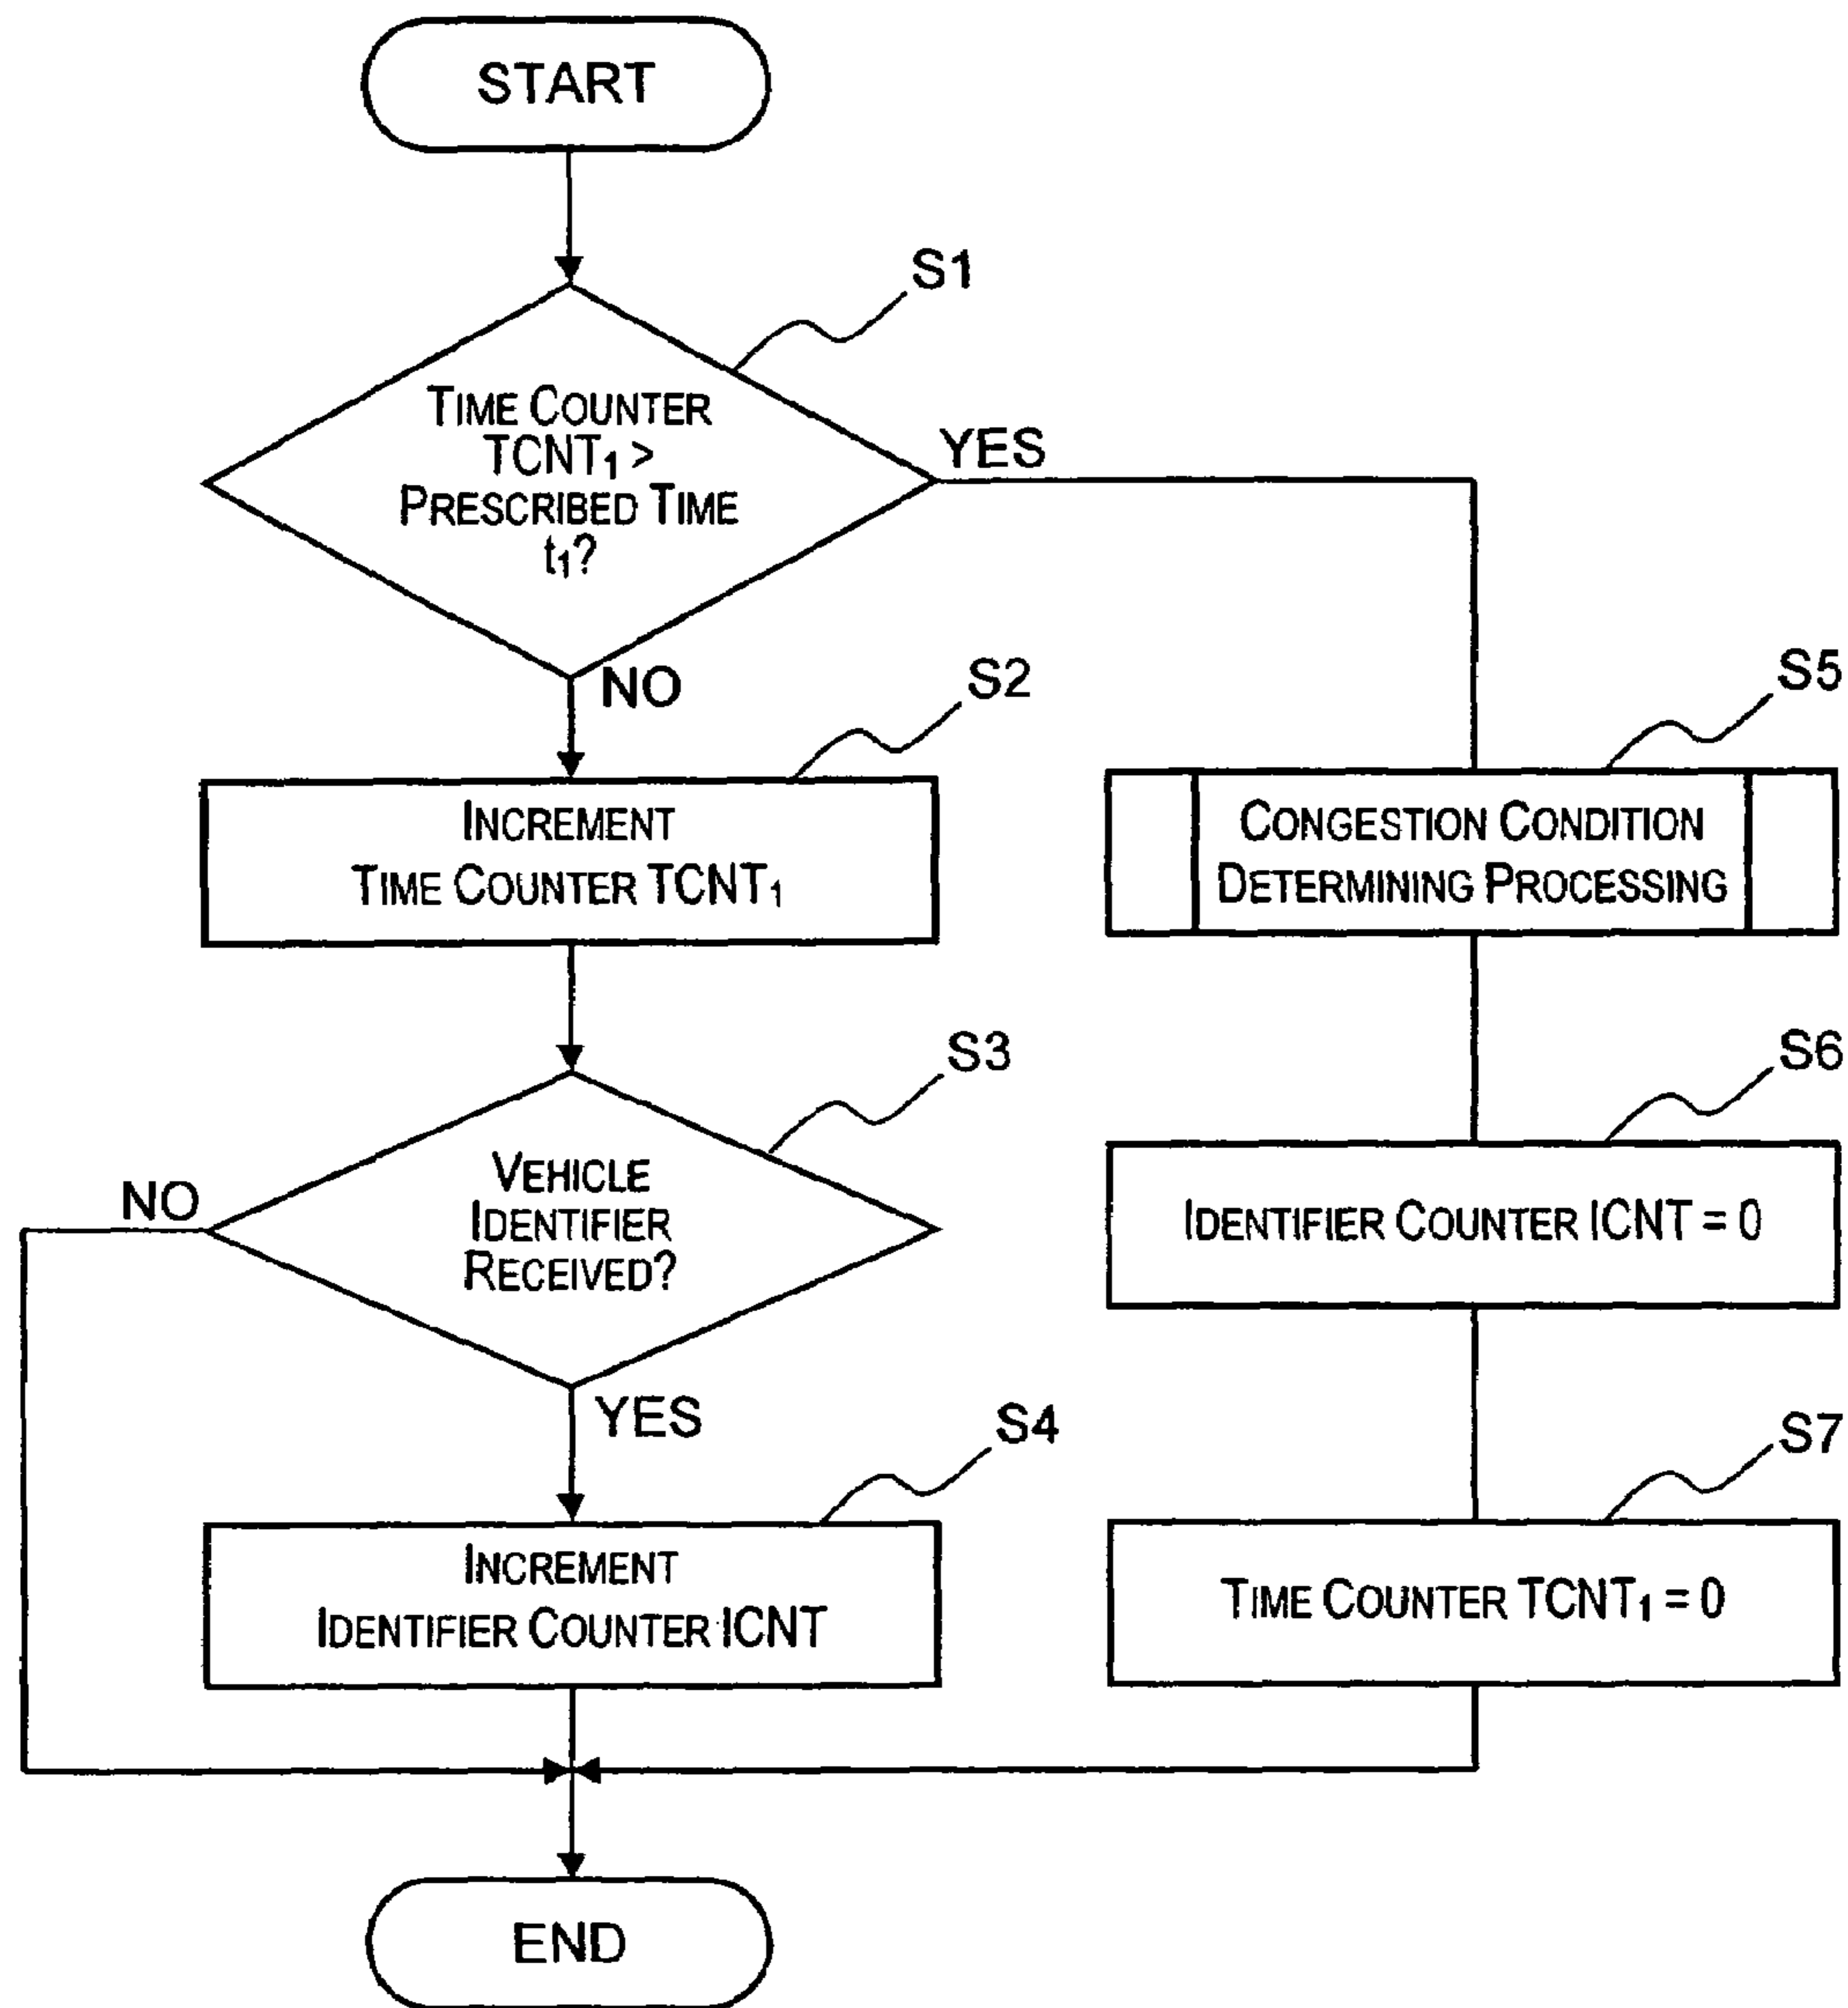 START
S1
TIME COUNTER
TCNT₁ >
PRESCRIBED TIME
t₁?
YES
NO
S2
INCREMENT
TIME COUNTER TCNT₁
S3
VEHICLE
IDENTIFIER
RECEIVED?
NO
YES
S4
INCREMENT
IDENTIFIER COUNTER ICNT
S5
CONGESTION CONDITION
DETERMINING PROCESSING
S6
IDENTIFIER COUNTER ICNT = 0
S7
TIME COUNTER TCNT₁ = 0
END